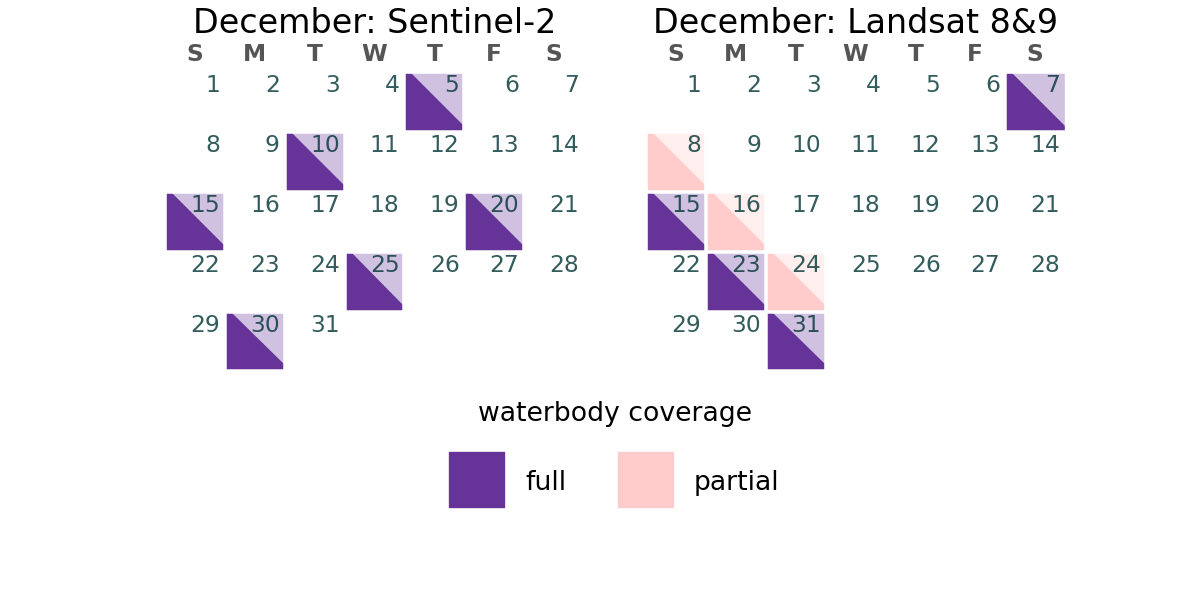 December: Sentinel-2
S M T W T F S
1 2 3 4 5 6 7
8 9 10 11 12 13 14
15 16 17 18 19 20 21
22 23 24 25 26 27 28
29 30 31
December: Landsat 8&9
S M T W T F S
1 2 3 4 5 6 7
8 9 10 11 12 13 14
15 16 17 18 19 20 21
22 23 24 25 26 27 28
29 30 31
waterbody coverage
full partial